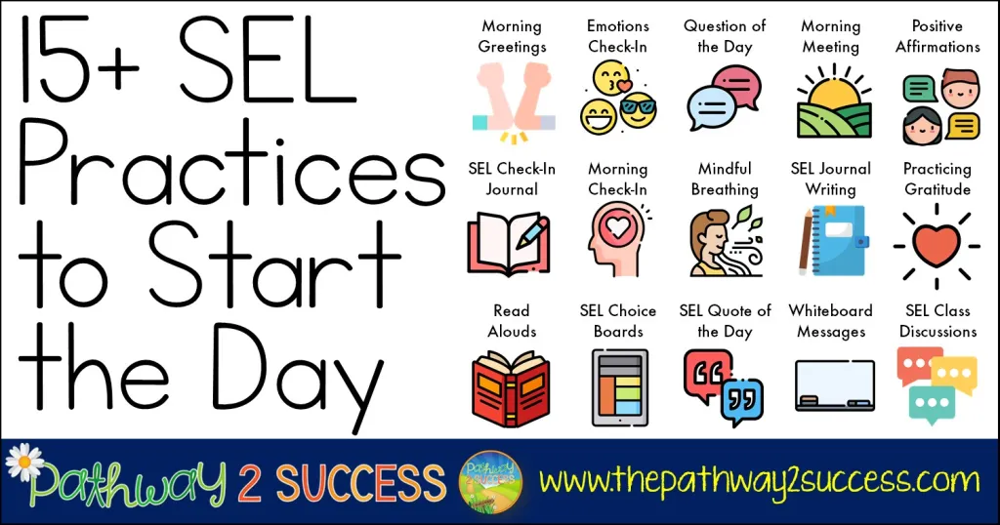 15+ SEL
Practices
to Start
the Day
Morning
Greetings
Emotions
Check-In
Question of
the Day
Morning
Meeting
Positive
Affirmations
SEL Check-In
Journal
Morning
Check-In
Mindful
Breathing
SEL Journal
Writing
Practicing
Gratitude
Read
Alouds
SEL Choice
Boards
SEL Quote of
the Day
Whiteboard
Messages
SEL Class
Discussions
Pathway 2 SUCCESS
Pathway
2 SUCCESS
www.thepathway2success.com